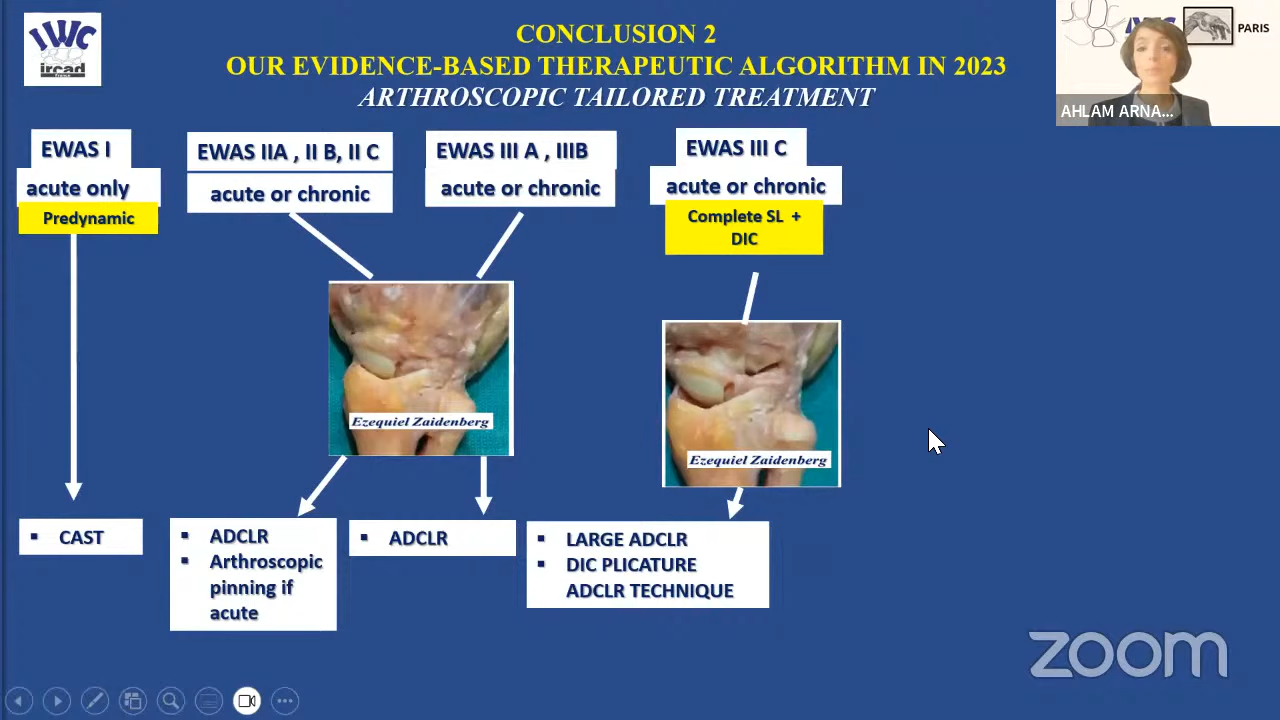 IWC
ircad
France
CONCLUSION 2
OUR EVIDENCE-BASED THERAPEUTIC ALGORITHM IN 2023
ARTHROSCOPIC TAILORED TREATMENT
IWC
PARIS
AHLAM ARNA...
EWAS I
acute only
Predynamic
EWAS IIA , II B, II C
acute or chronic
EWAS III A , IIIB
acute or chronic
EWAS III C
acute or chronic
Complete SL +
DIC
Ezequiel Zaidenberg
Ezequiel Zaidenberg
▪ CAST
▪ ADCLR
▪ Arthroscopic
pinning if
acute
▪ ADCLR
▪ LARGE ADCLR
▪ DIC PLICATURE
ADCLR TECHNIQUE
zoom